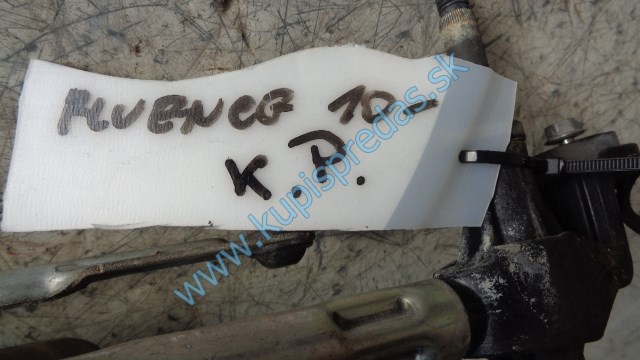 FLUENCE 10-
K.D.
www.kupispredas.sk